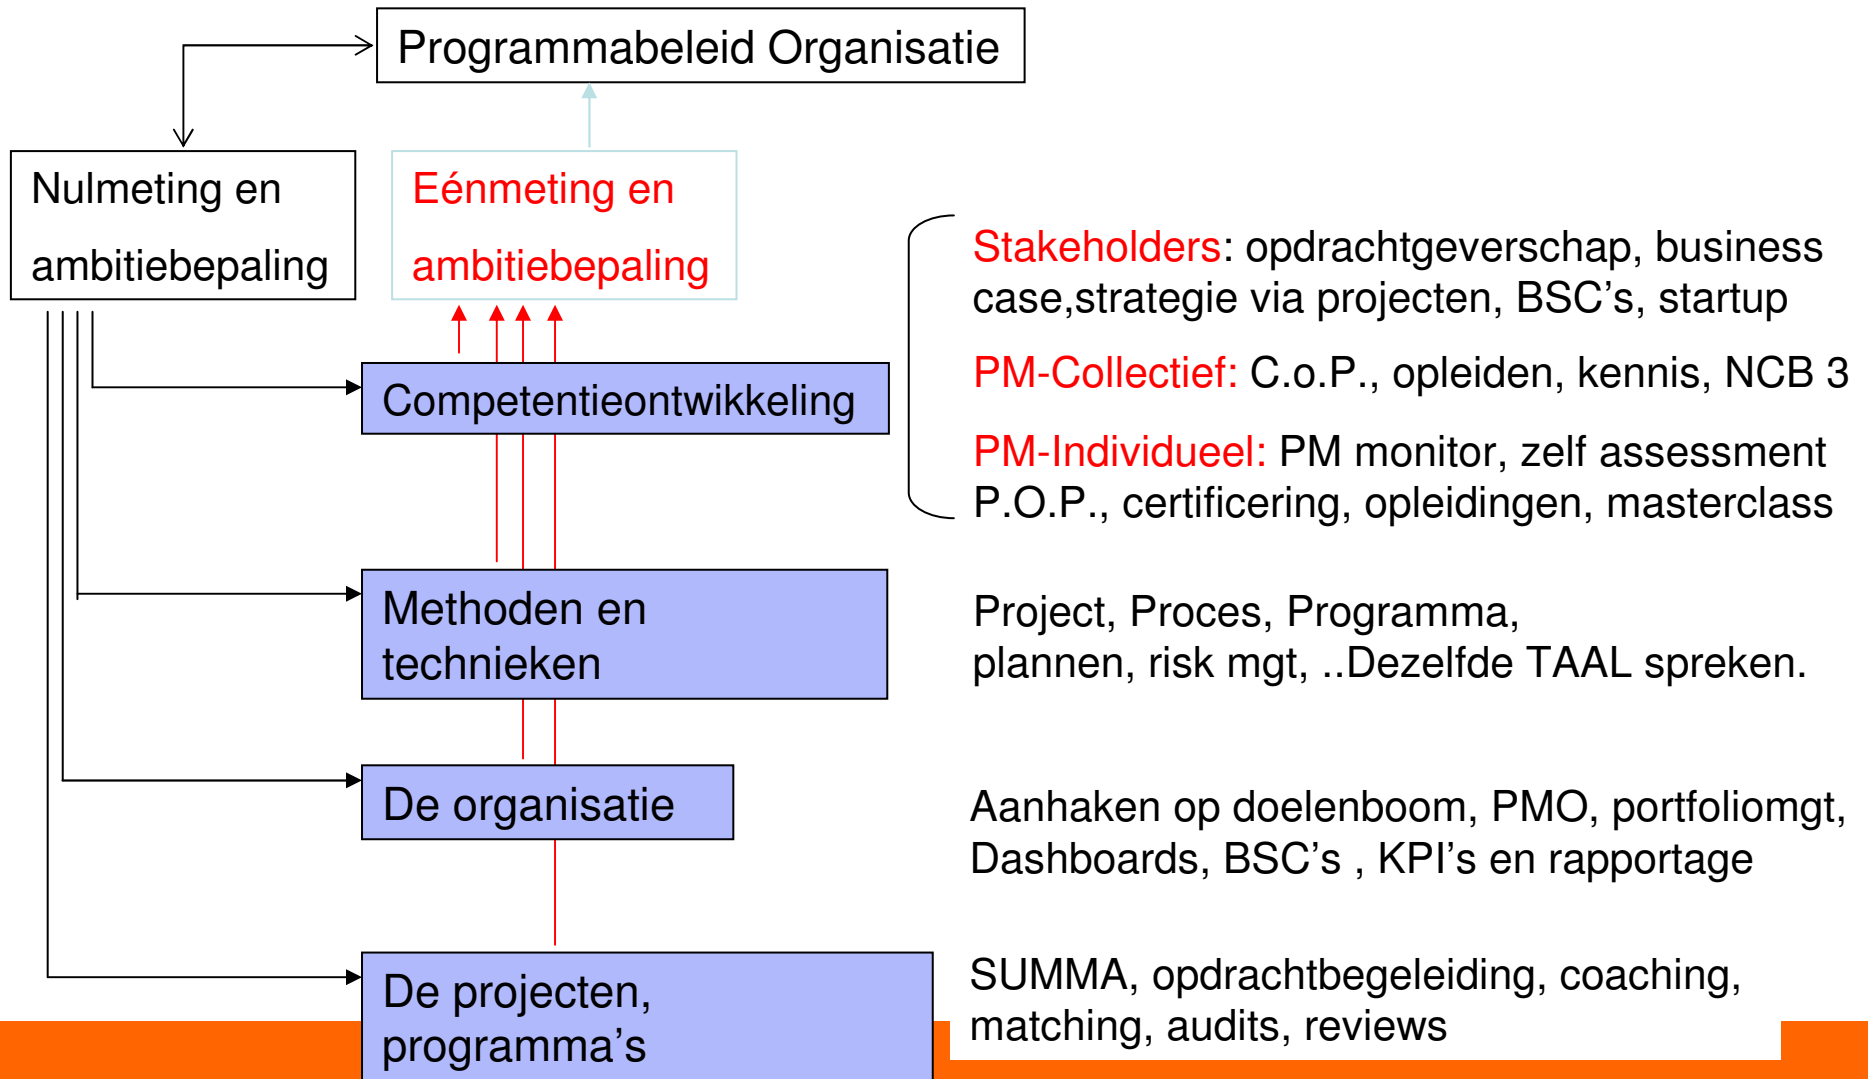 Programmabeleid Organisatie
Nulmeting en
ambitiebepaling
Eénmeting en
ambitiebepaling
Stakeholders: opdrachtgeverschap, business
case,strategie via projecten, BSC’s, startup
PM-Collectief: C.o.P., opleiden, kennis, NCB 3
PM-Individueel: PM monitor, zelf assessment
P.O.P., certificering, opleidingen, masterclass
Competentieontwikkeling
Methoden en
technieken
Project, Proces, Programma,
plannen, risk mgt, ..Dezelfde TAAL spreken.
De organisatie
Aanhaken op doelenboom, PMO, portfoliomgt,
Dashboards, BSC’s , KPI’s en rapportage
De projecten,
programma’s
SUMMA, opdrachtbegeleiding, coaching,
matching, audits, reviews